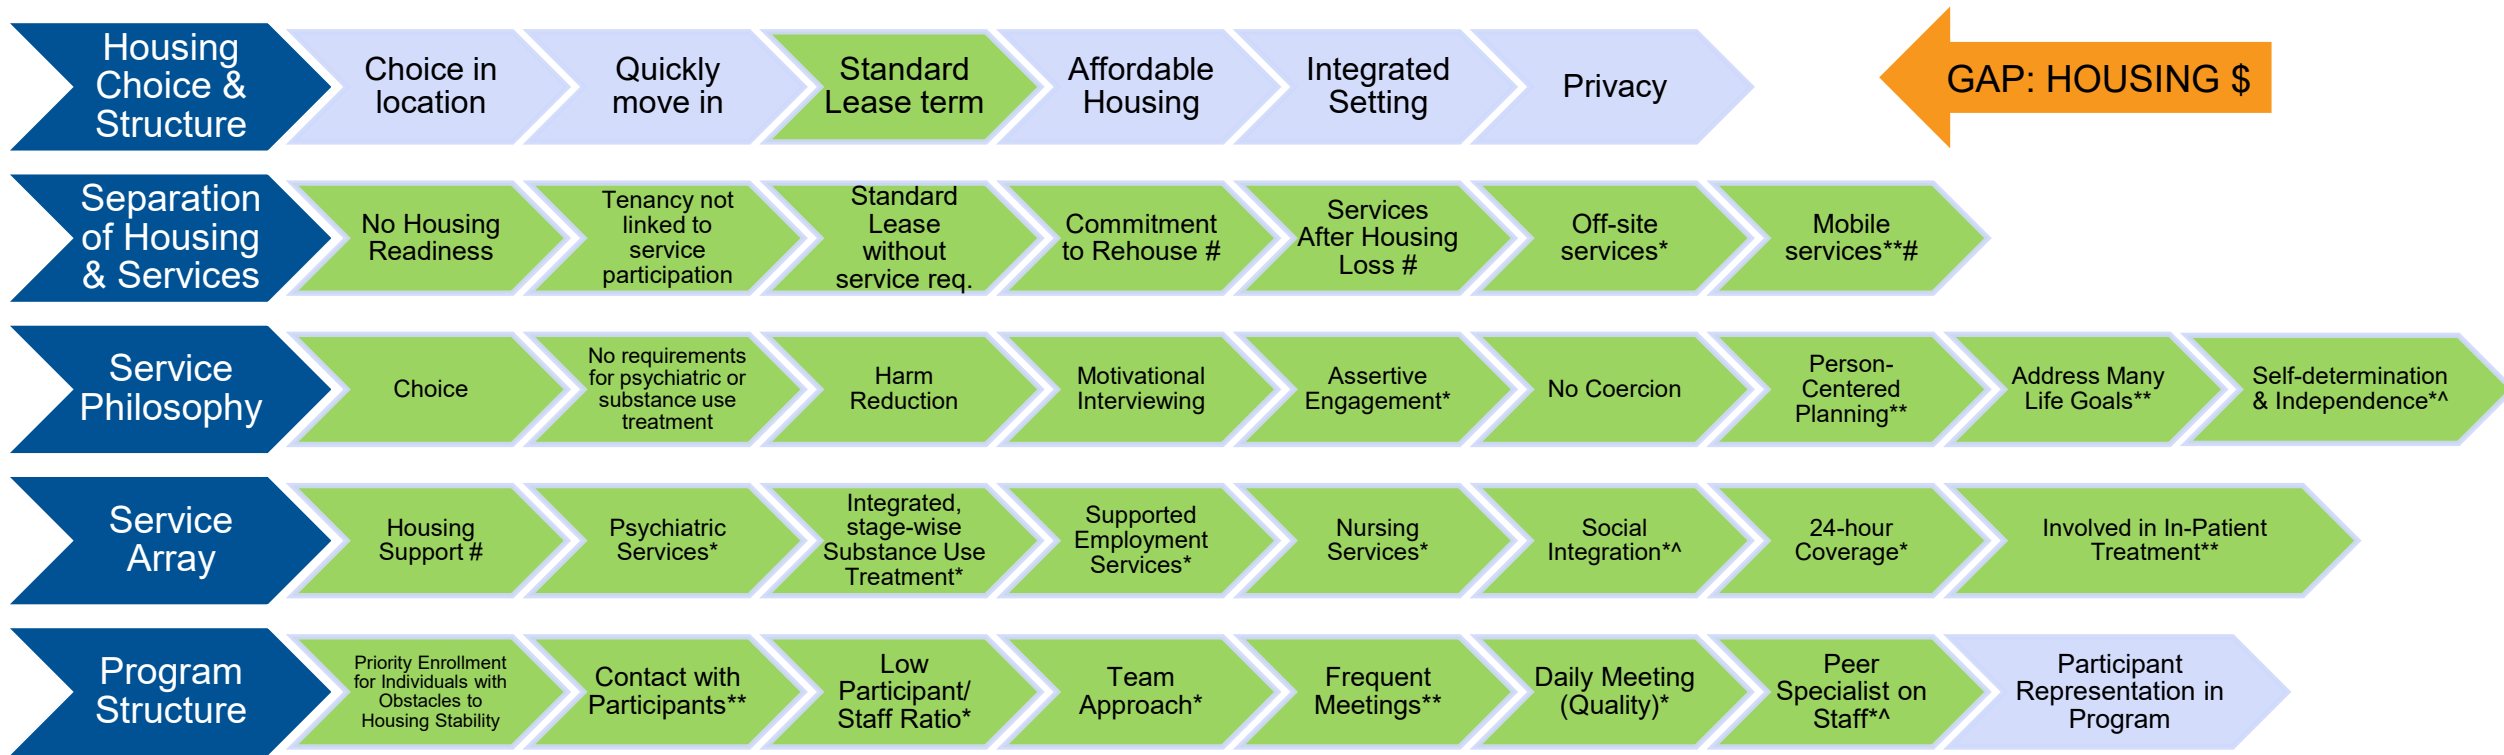 Housing
Choice &
Structure
Choice in
location
Quickly
move in
Standard
Lease term
Affordable
Housing
Integrated
Setting
Privacy
GAP: HOUSING $
Separation
of Housing
& Services
No Housing
Readiness
Tenancy not
linked to
service
participation
Standard
Lease
without
service req.
Commitment
to Rehouse #
Services
After Housing
Loss #
Off-site
services*
Mobile
services**#
Service
Philosophy
Choice
No requirements
for psychiatric or
substance use
treatment
Harm
Reduction
Motivational
Interviewing
Assertive
Engagement*
No Coercion
Person-
Centered
Planning**
Address Many
Life Goals**
Self-determination
& Independence*^
Service
Array
Housing
Support #
Psychiatric
Services*
Integrated,
stage-wise
Substance Use
Treatment*
Supported
Employment
Services*
Nursing
Services*
Social
Integration*^
24-hour
Coverage*
Involved in In-Patient
Treatment**
Program
Structure
Priority Enrollment
for Individuals with
Obstacles to
Housing Stability
Contact with
Participants**
Low
Participant/
Staff Ratio*
Team
Approach*
Frequent
Meetings**
Daily Meeting
(Quality)*
Peer
Specialist on
Staff*^
Participant
Representation in
Program